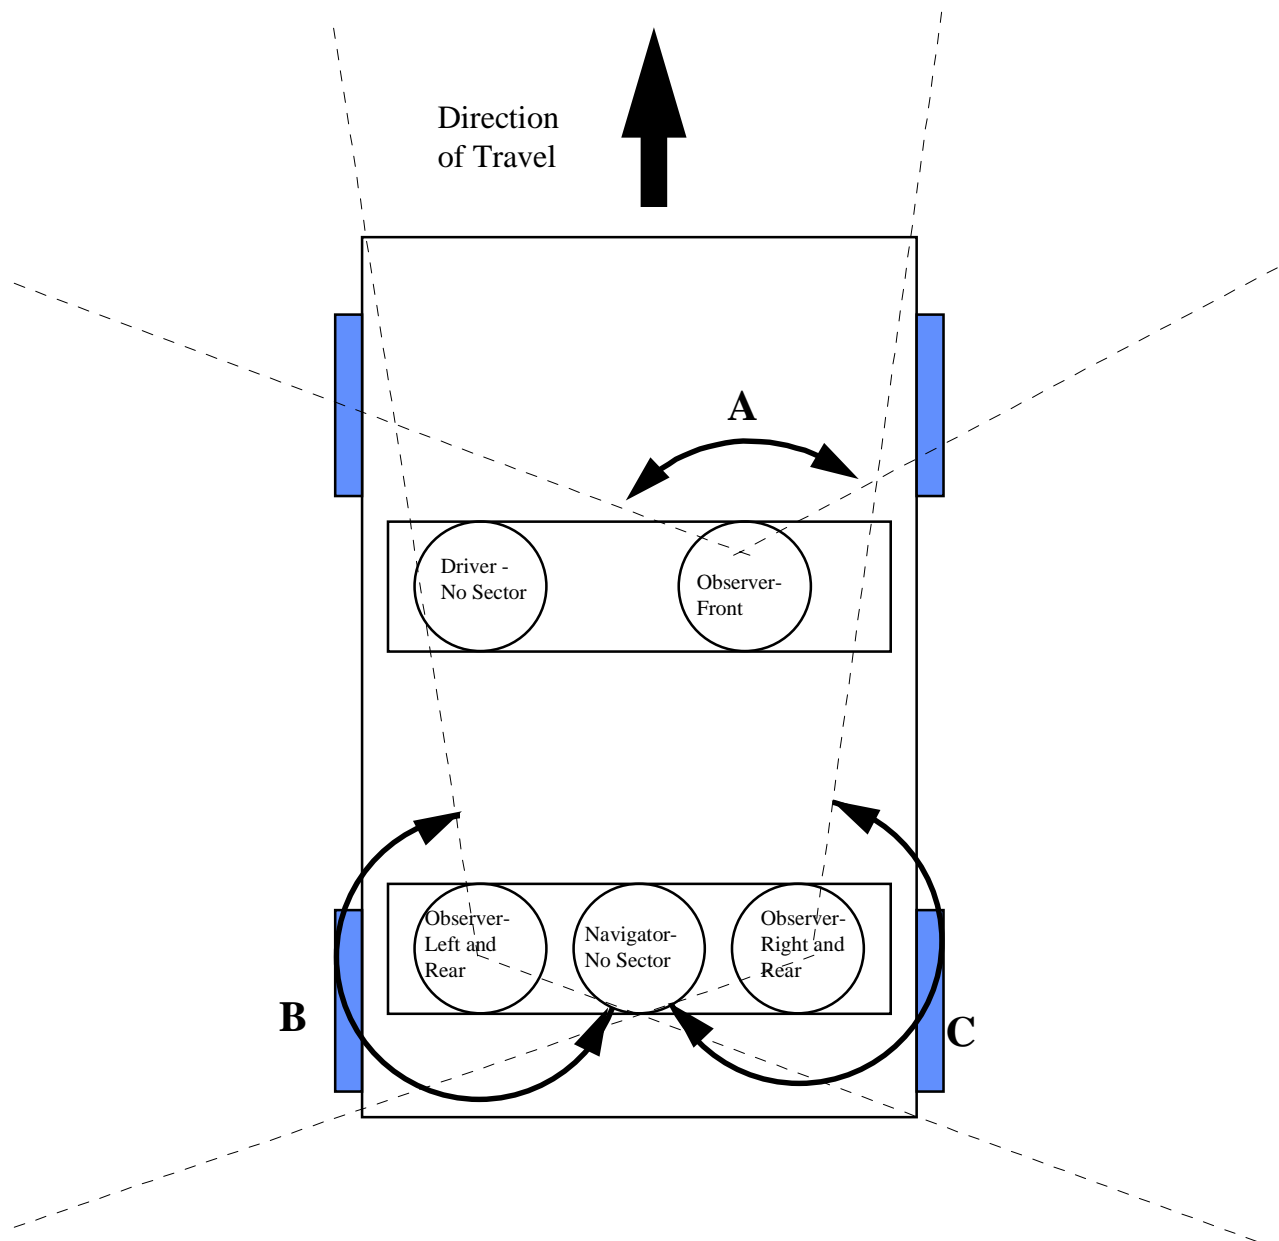 Direction
of Travel
A
Driver -
No Sector
Observer-
Front
Observer-
Left and
Rear
Navigator-
No Sector
Observer-
Right and
Rear
B
C